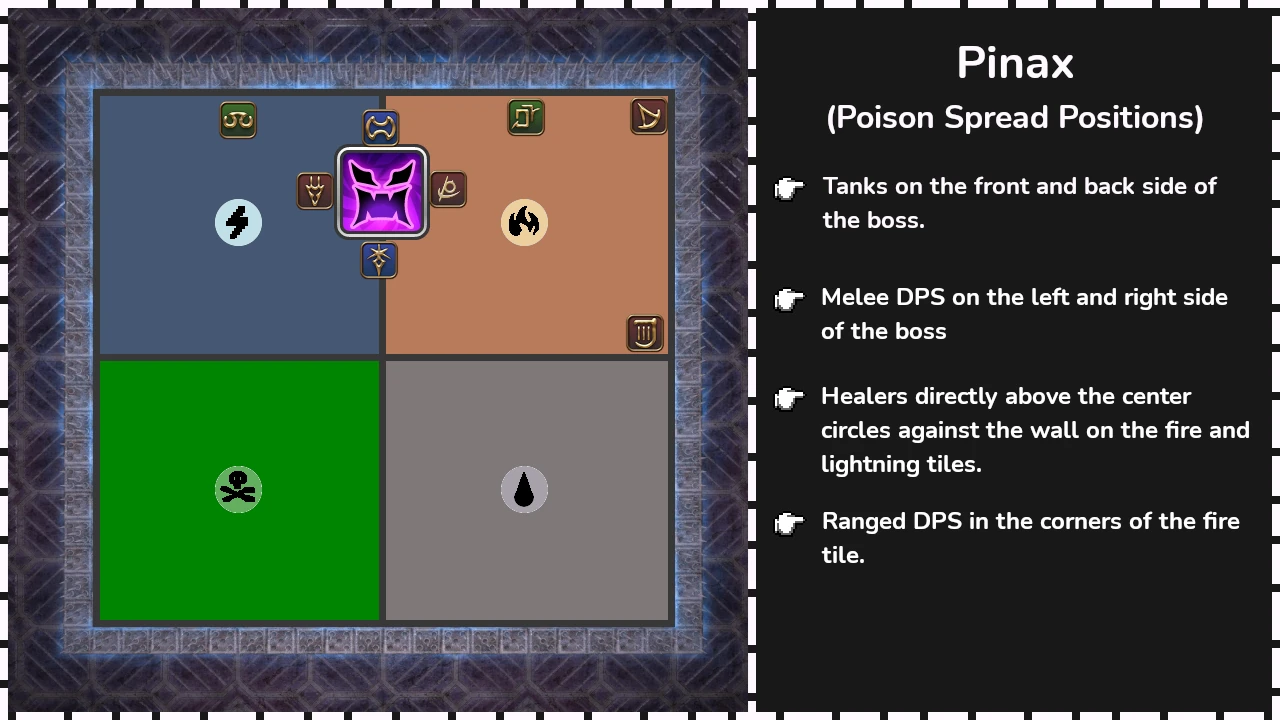 Pinax
(Poison Spread Positions)
Tanks on the front and back side of
the boss.
Melee DPS on the left and right side
of the boss
Healers directly above the center
circles against the wall on the fire and
lightning tiles.
Ranged DPS in the corners of the fire
tile.